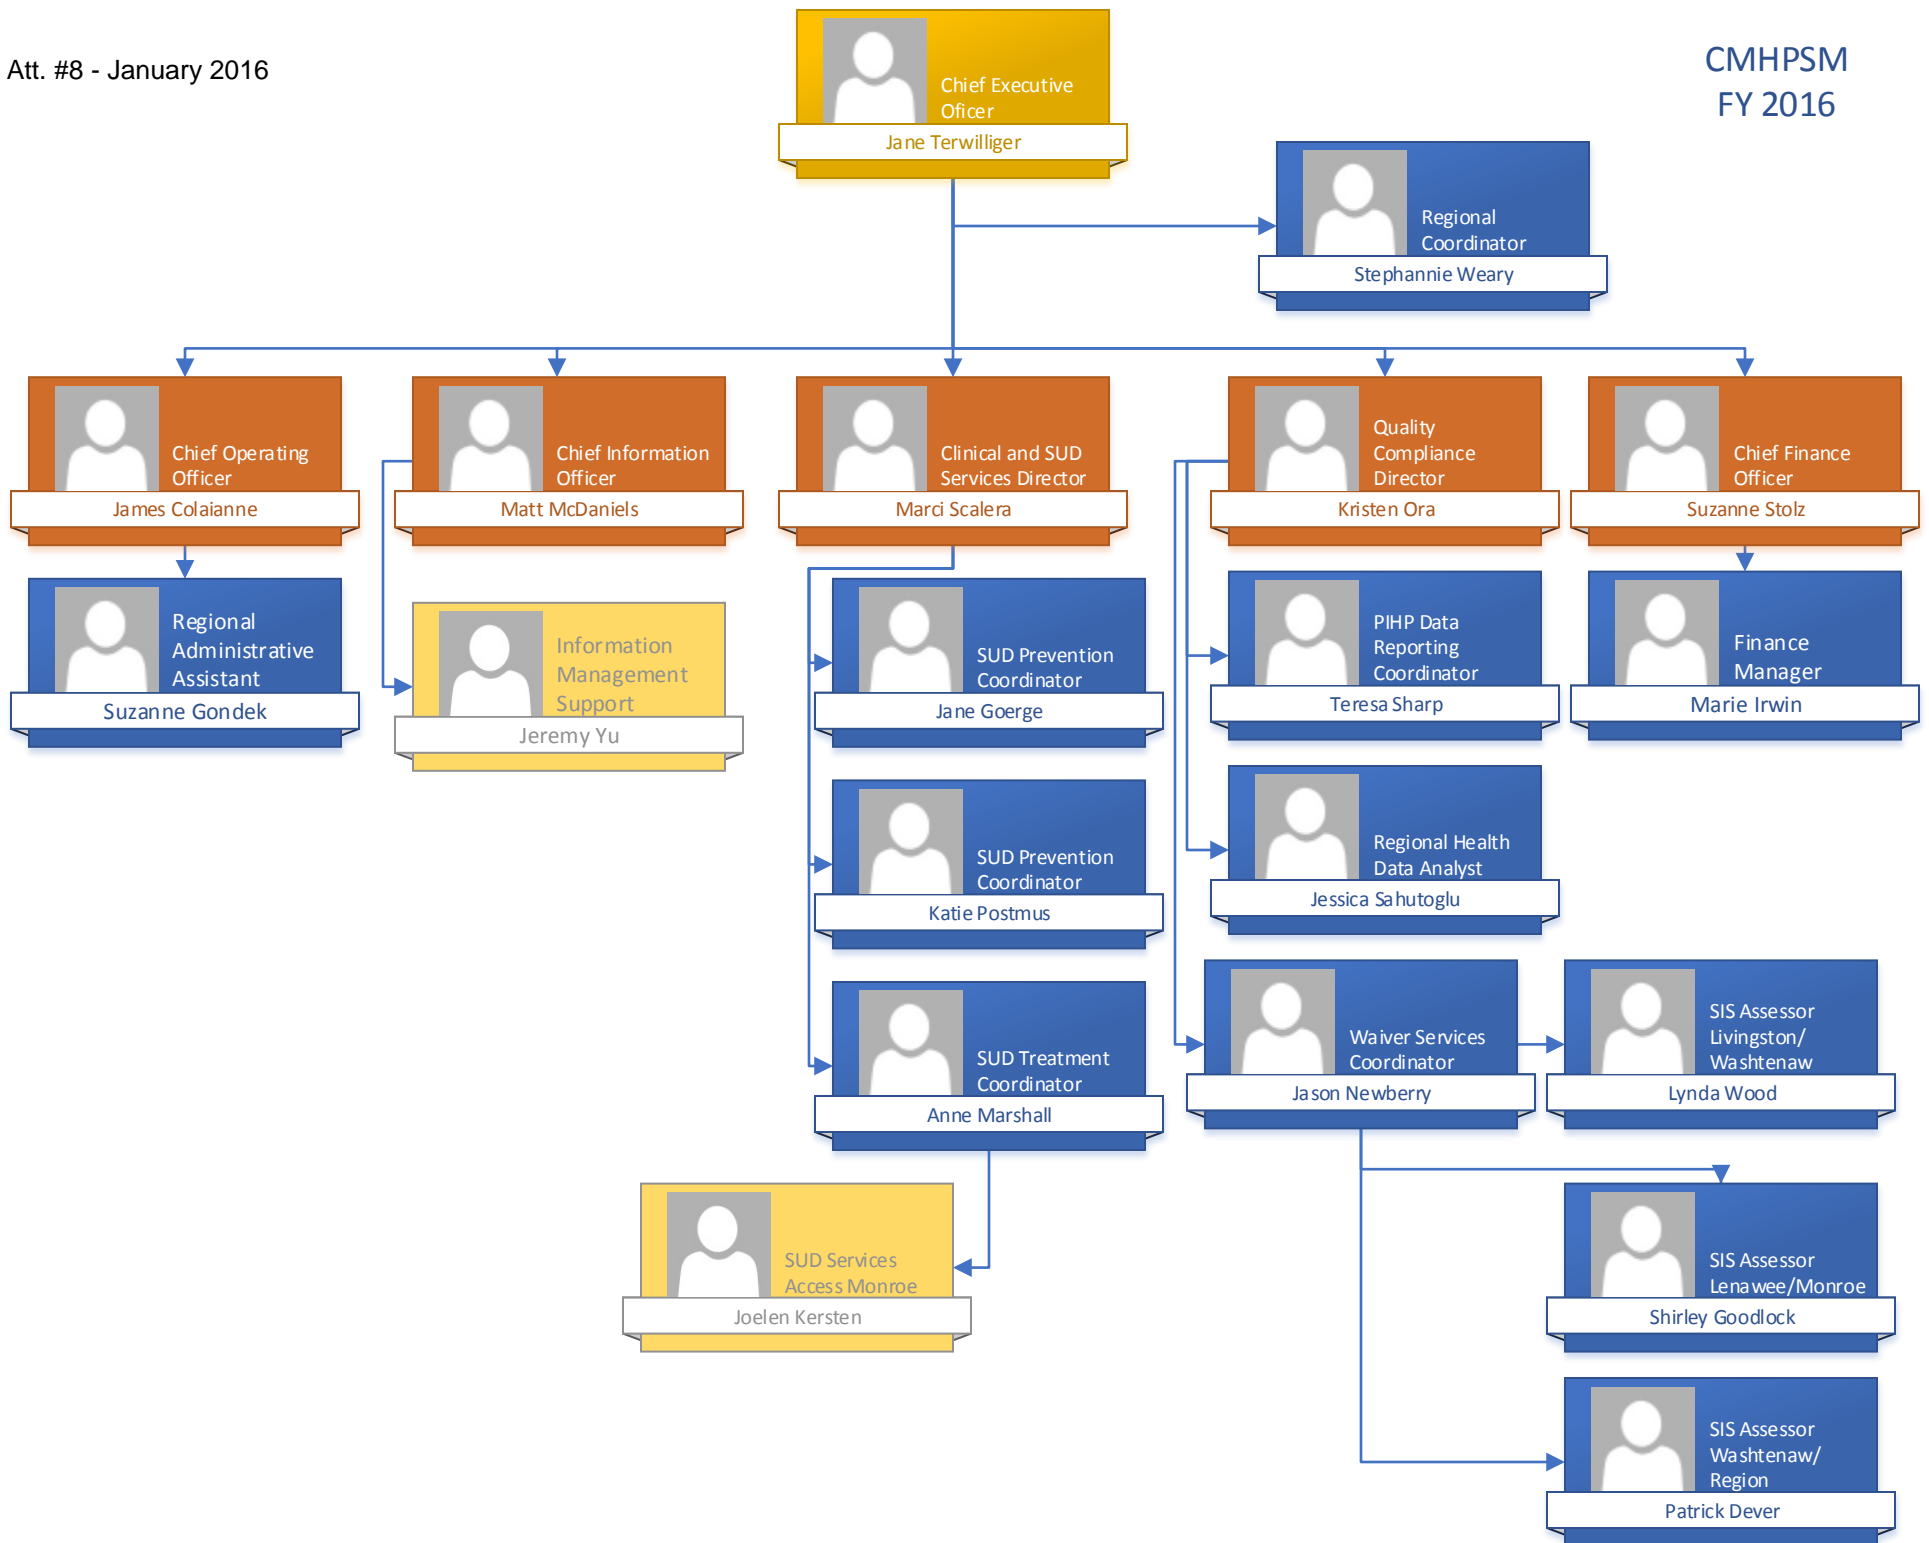 Att. #8 - January 2016
CMHPSM
FY 2016
Chief Executive
Oficer
Jane Terwilliger
Regional
Coordinator
Stephannie Weary
Chief Operating
Officer
James Colaianne
Chief Information
Officer
Matt McDaniels
Clinical and SUD
Services Director
Marci Scalera
Quality
Compliance
Director
Kristen Ora
Chief Finance
Officer
Suzanne Stolz
Regional
Administrative
Assistant
Suzanne Gondek
Information
Management
Support
Jeremy Yu
SUD Prevention
Coordinator
Jane Goerge
PIHP Data
Reporting
Coordinator
Teresa Sharp
Finance
Manager
Marie Irwin
SUD Prevention
Coordinator
Katie Postmus
Regional Health
Data Analyst
Jessica Sahutoglu
SUD Treatment
Coordinator
Anne Marshall
Waiver Services
Coordinator
Jason Newberry
SIS Assessor
Livingston/
Washtenaw
Lynda Wood
SUD Services
Access Monroe
Joelen Kersten
SIS Assessor
Lenawee/Monroe
Shirley Goodlock
SIS Assessor
Washtenaw/
Region
Patrick Dever